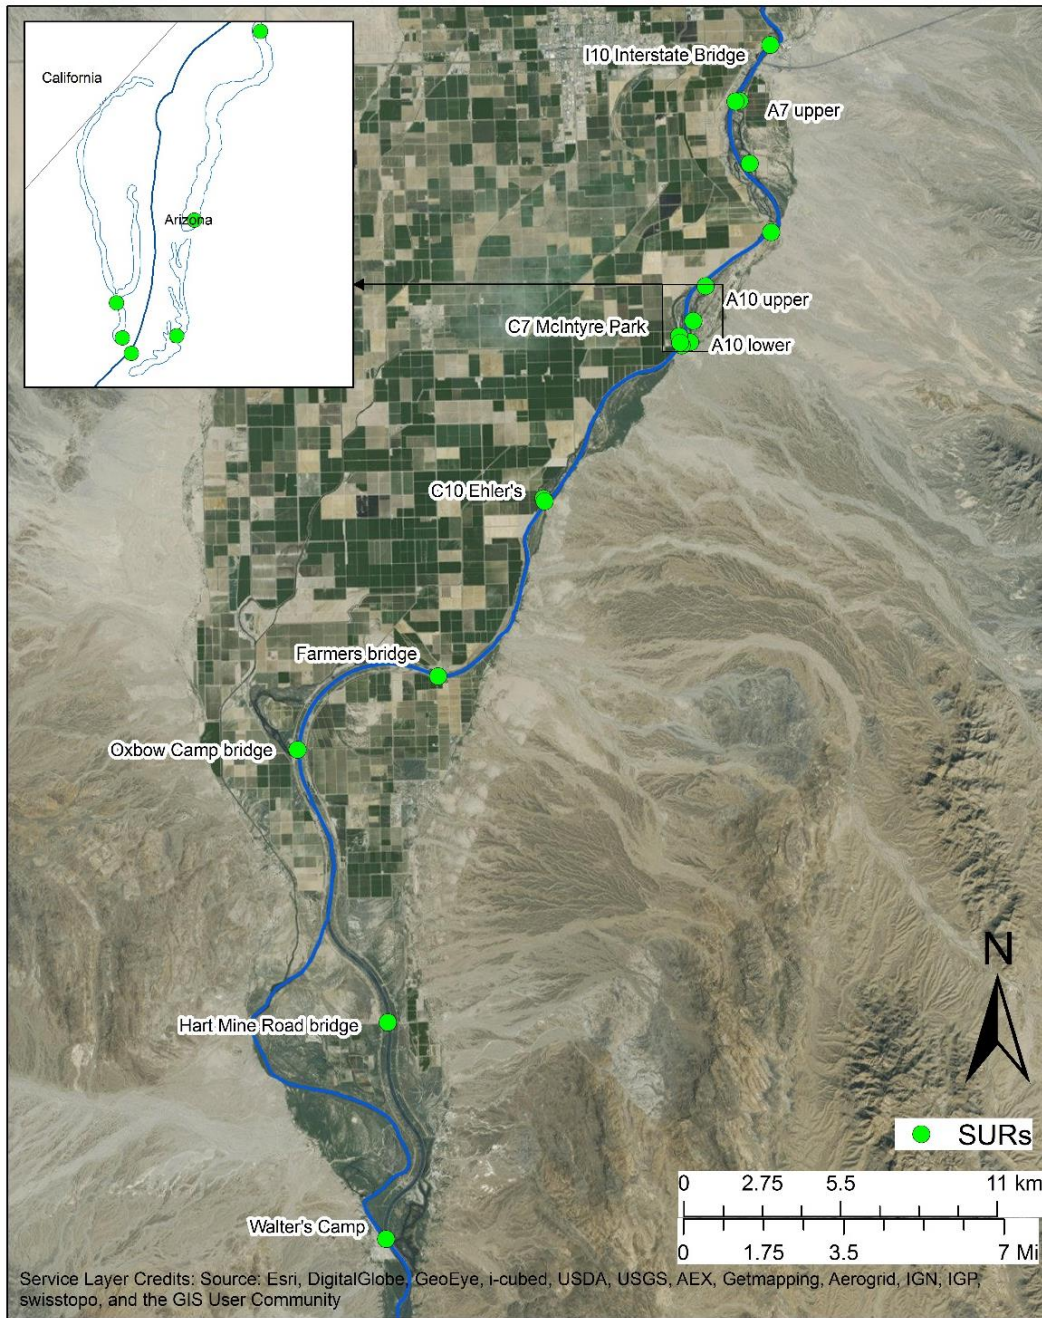 California
Arizona
I10 Interstate Bridge
A7 upper
A10 upper
C7 McIntyre Park
A10 lower
C10 Ehler's
Farmers bridge
Oxbow Camp bridge
Hart Mine Road bridge
Walter's Camp
N
SURs
0 2.75 5.5 11 km
0 1.75 3.5 7 Mi
Service Layer Credits: Source: Esri, DigitalGlobe, GeoEye, i-cubed, USDA, USGS, AEX, Getmapping, Aerogrid, IGN, IGP,
swisstopo, and the GIS User Community